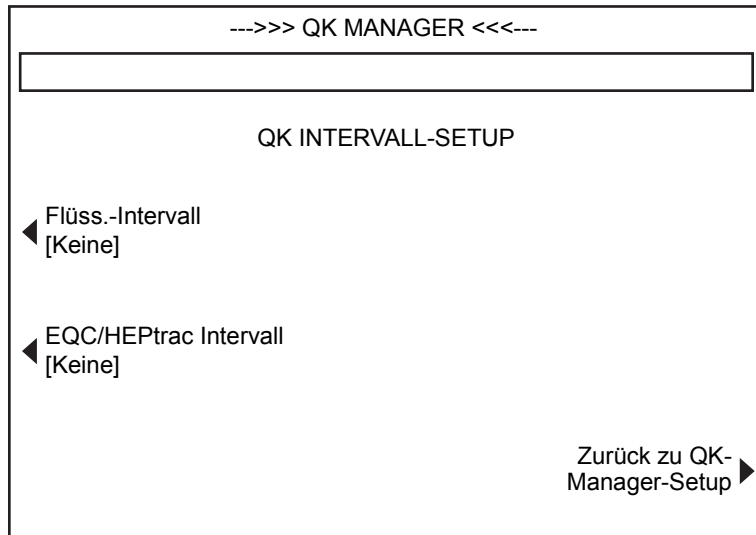 --->>> QK MANAGER <<<---
QK INTERVALL-SETUP
Flüss.-Intervall
[Keine]
EQC/HEPtrac Intervall
[Keine]
Zurück zu QK-
Manager-Setup